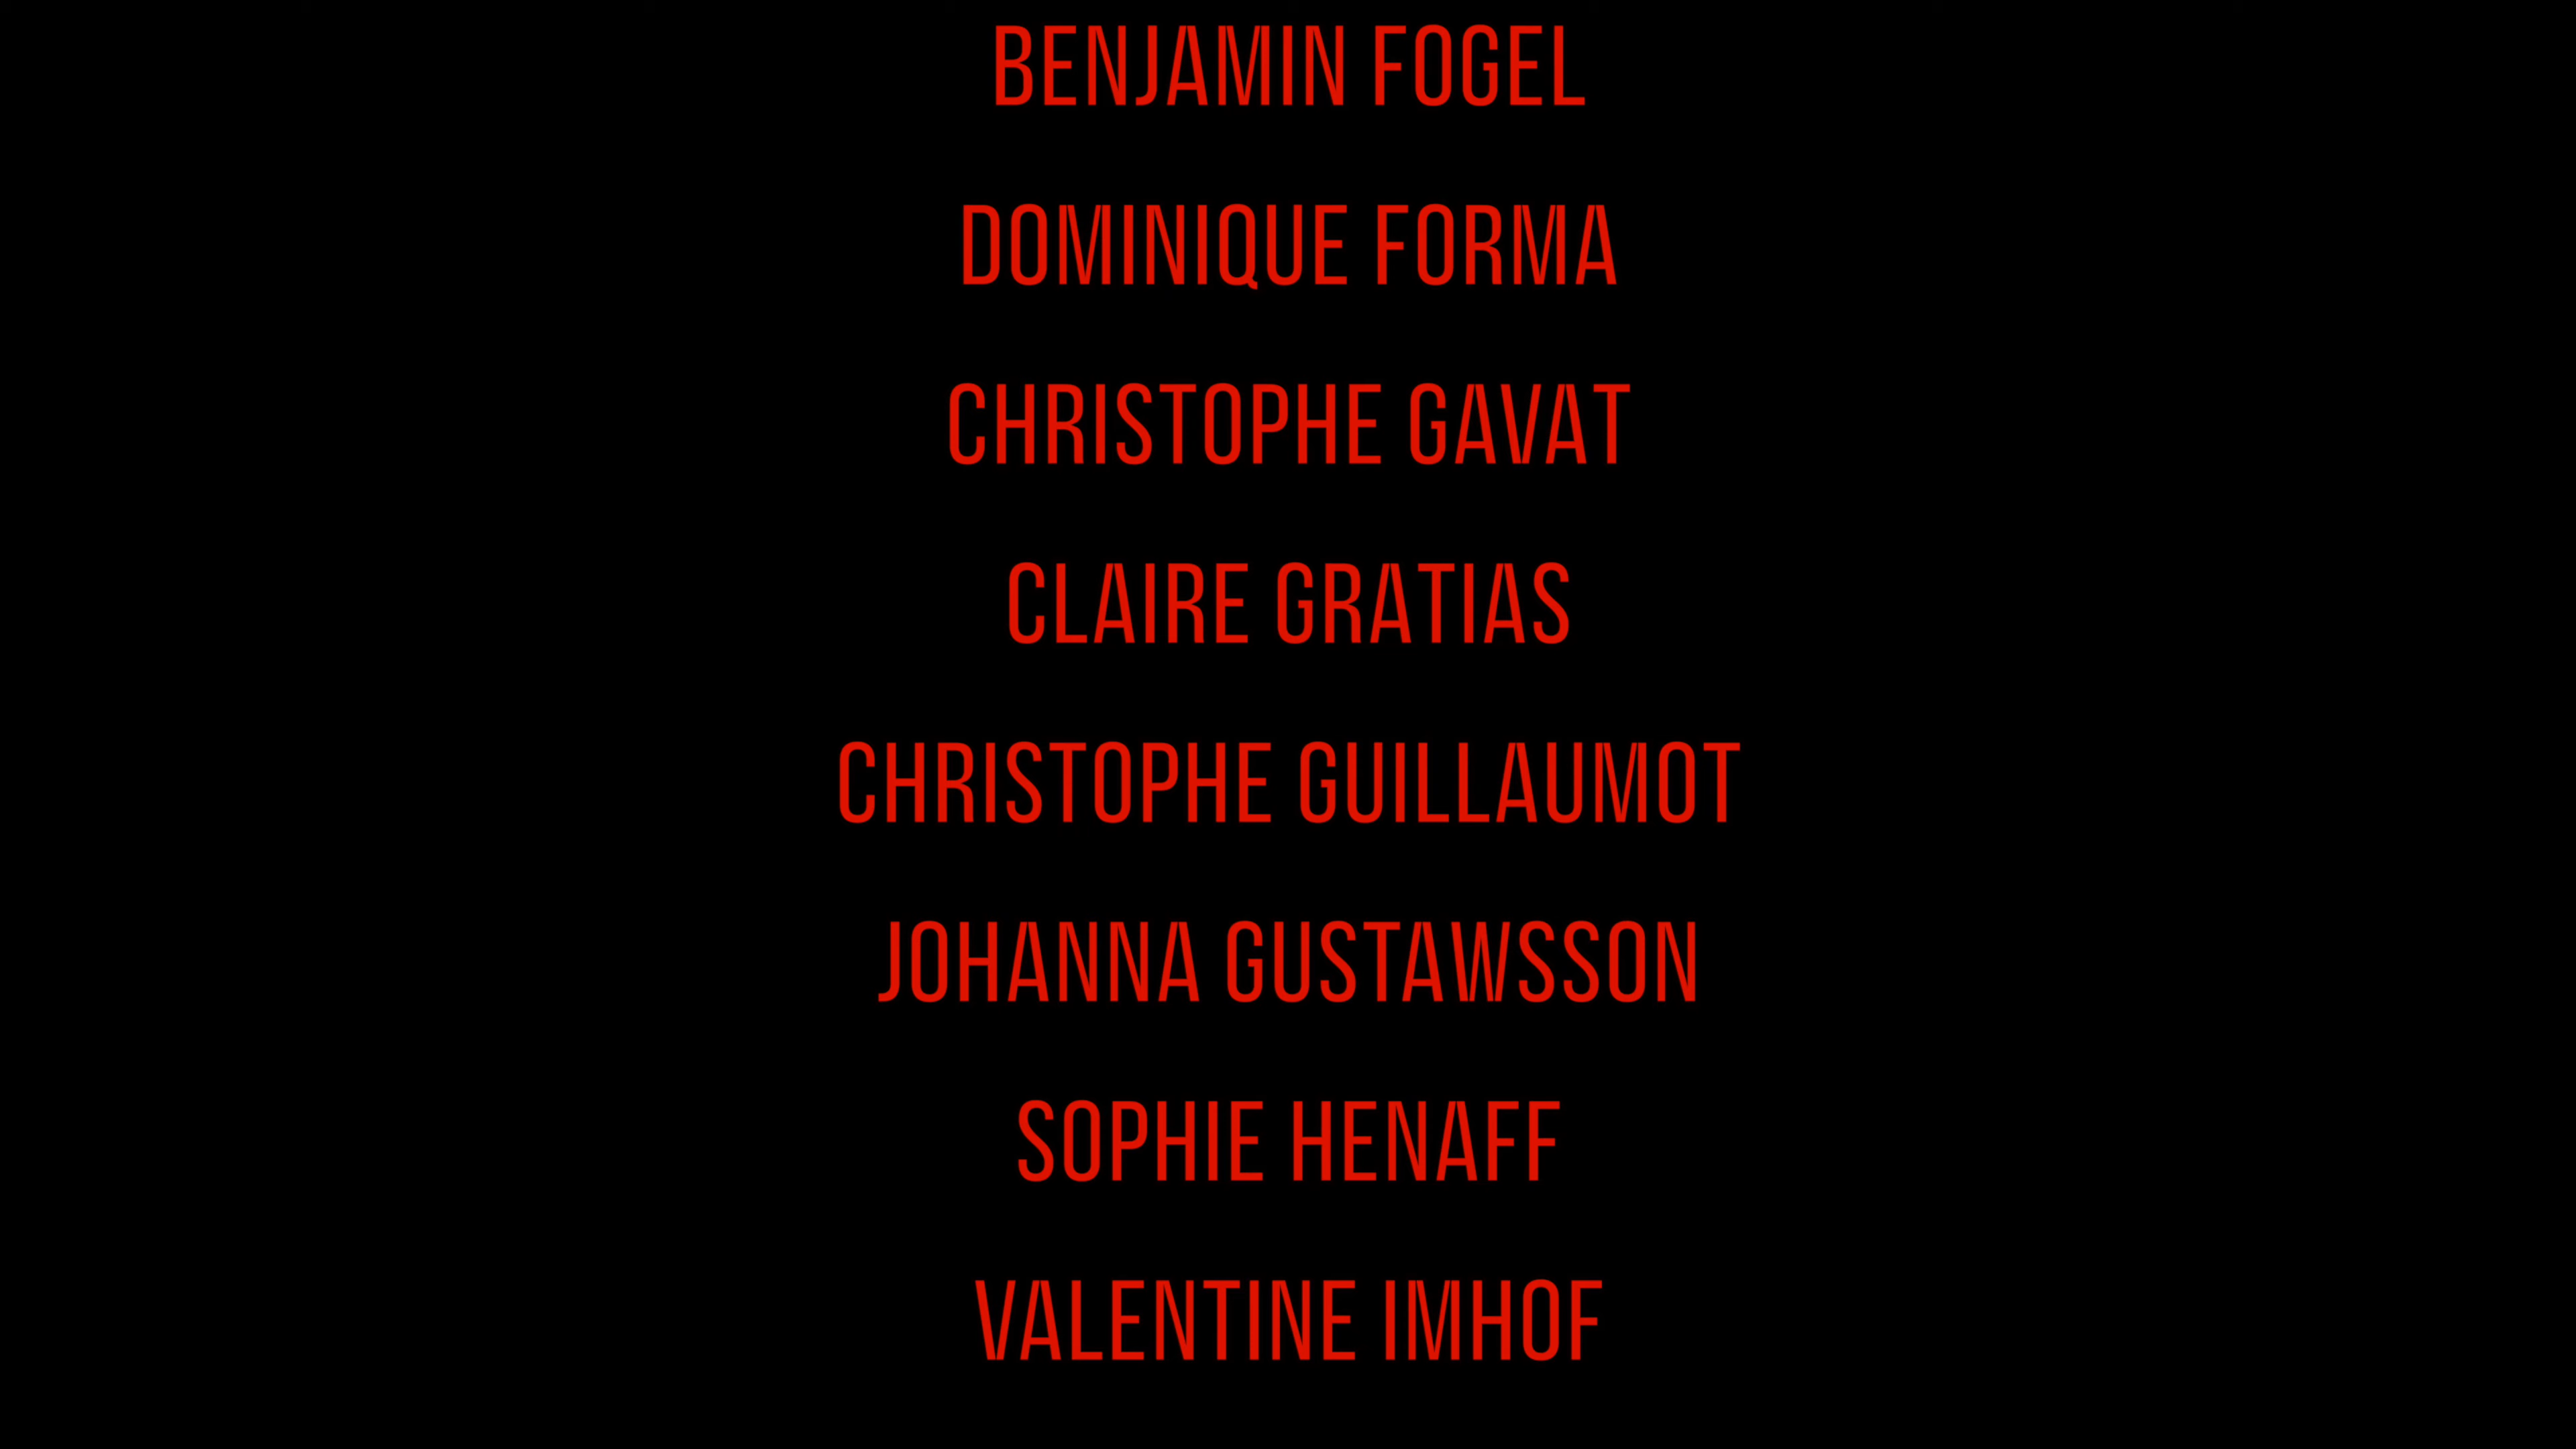 BENJAMIN FOGEL
DOMINIQUE FORMA
CHRISTOPHE GAVAT
CLAIRE GRATIAS
CHRISTOPHE GUILLAUMOT
JOHANNA GUSTAWSSON
SOPHIE HENAFF
VALENTINE IMHOF